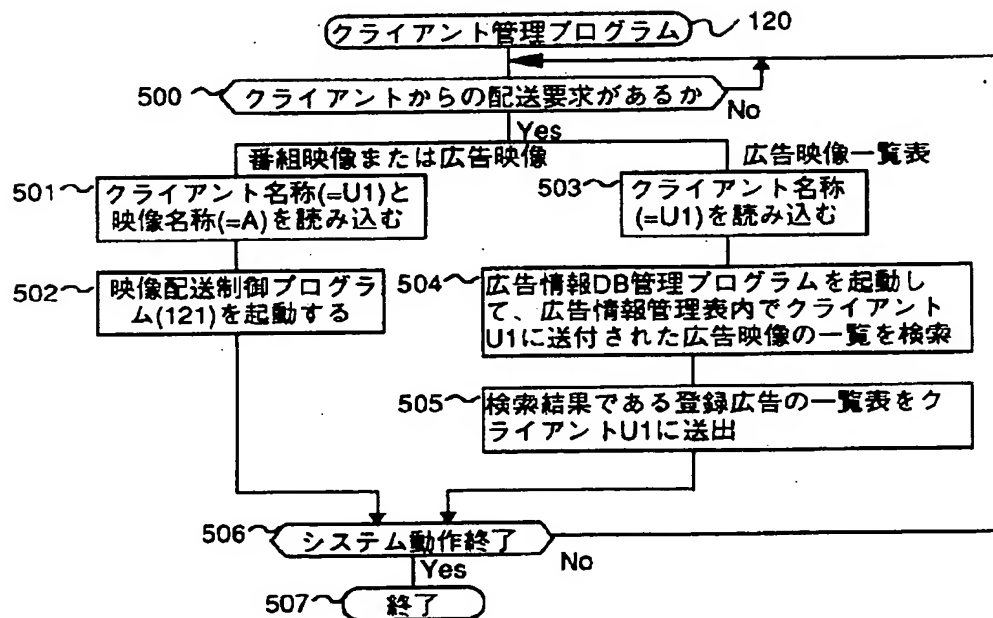 クライアント管理プログラム 120
500 クライアントからの配送要求があるか
No
Yes
番組映像または広告映像
広告映像一覧表
501 クライアント名称(=U1)と
映像名称(=A)を読み込む
503 クライアント名称
(=U1)を読み込む
502 映像配送制御プログラ
ム(121)を起動する
504 広告情報DB管理プログラムを起動し
て、広告情報管理表内でクライアント
U1に送付された広告映像の一覧を検索
505 検索結果である登録広告の一覧表をク
ライアントU1に送出
506 システム動作終了
No
Yes
507 終了